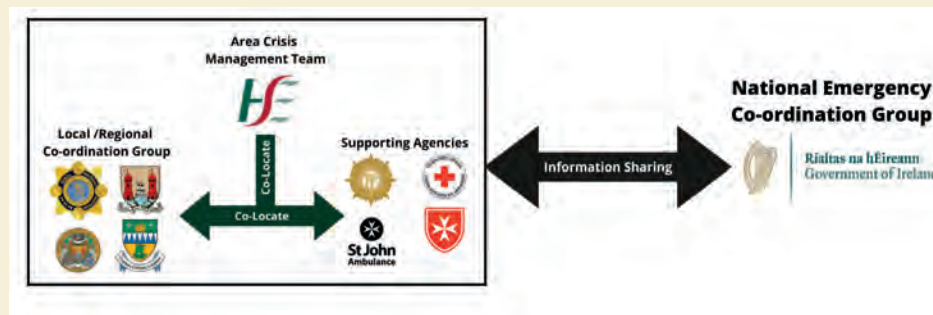 Area Crisis
Management Team
HE
Local /Regional
Co-ordination Group
Co-Locate
Co-Locate
Supporting Agencies
St John
Ambulance
Information Sharing
National Emergency
Co-ordination Group
Rialtas na hÉireann
Government of Ireland